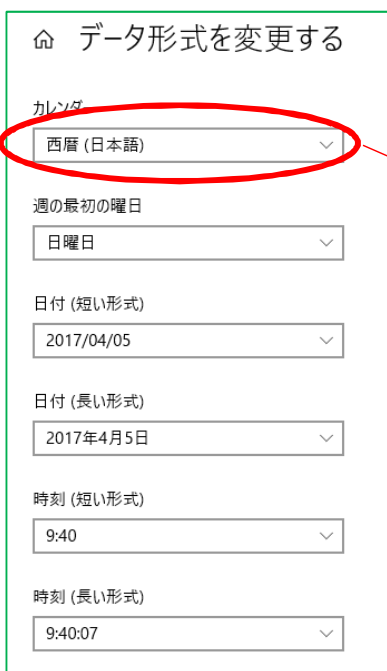 データ形式を変更する
カレンダー
西暦 (日本語)
週の最初の曜日
日曜日
日付 (短い形式)
2017/04/05
日付 (長い形式)
2017年4月5日
時刻 (短い形式)
9:40
時刻 (長い形式)
9:40:07